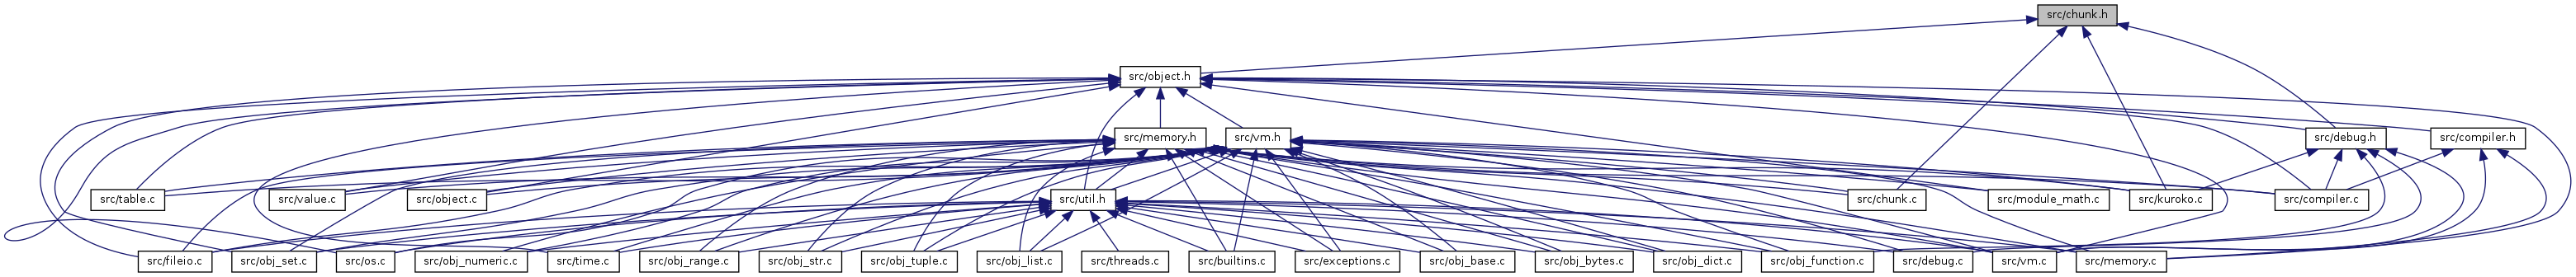 src/chunk.h
src/object.h
src/memory.h
src/vm.h
src/debug.h
src/compiler.h
src/table.c
src/value.c
src/object.c
src/util.h
src/chunk.c
src/module_math.c
src/kuroko.c
src/compiler.c
src/fileio.c
src/obj_set.c
src/os.c
src/obj_numeric.c
src/time.c
src/obj_range.c
src/obj_str.c
src/obj_tuple.c
src/obj_list.c
src/threads.c
src/builtins.c
src/exceptions.c
src/obj_base.c
src/obj_bytes.c
src/obj_dict.c
src/obj_function.c
src/debug.c
src/vm.c
src/memory.c